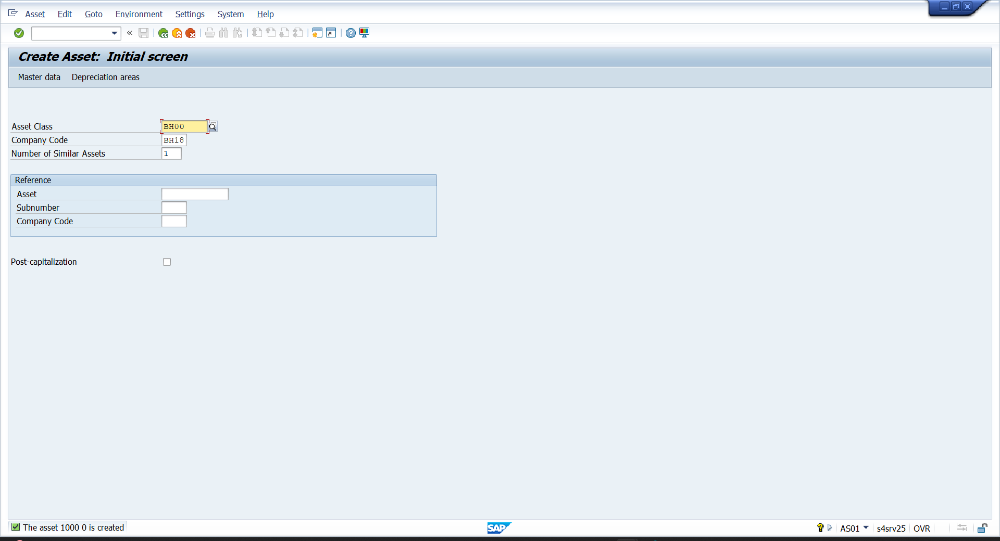 Asset Edit Goto Environment Settings System Help
Create Asset: Initial screen
Master data Depreciation areas
Asset Class BH00
Company Code BH18
Number of Similar Assets 1
Reference
Asset
Subnumber
Company Code
Post-capitalization
The asset 1000 0 is created
SAP
AS01 s4srv25 OVR